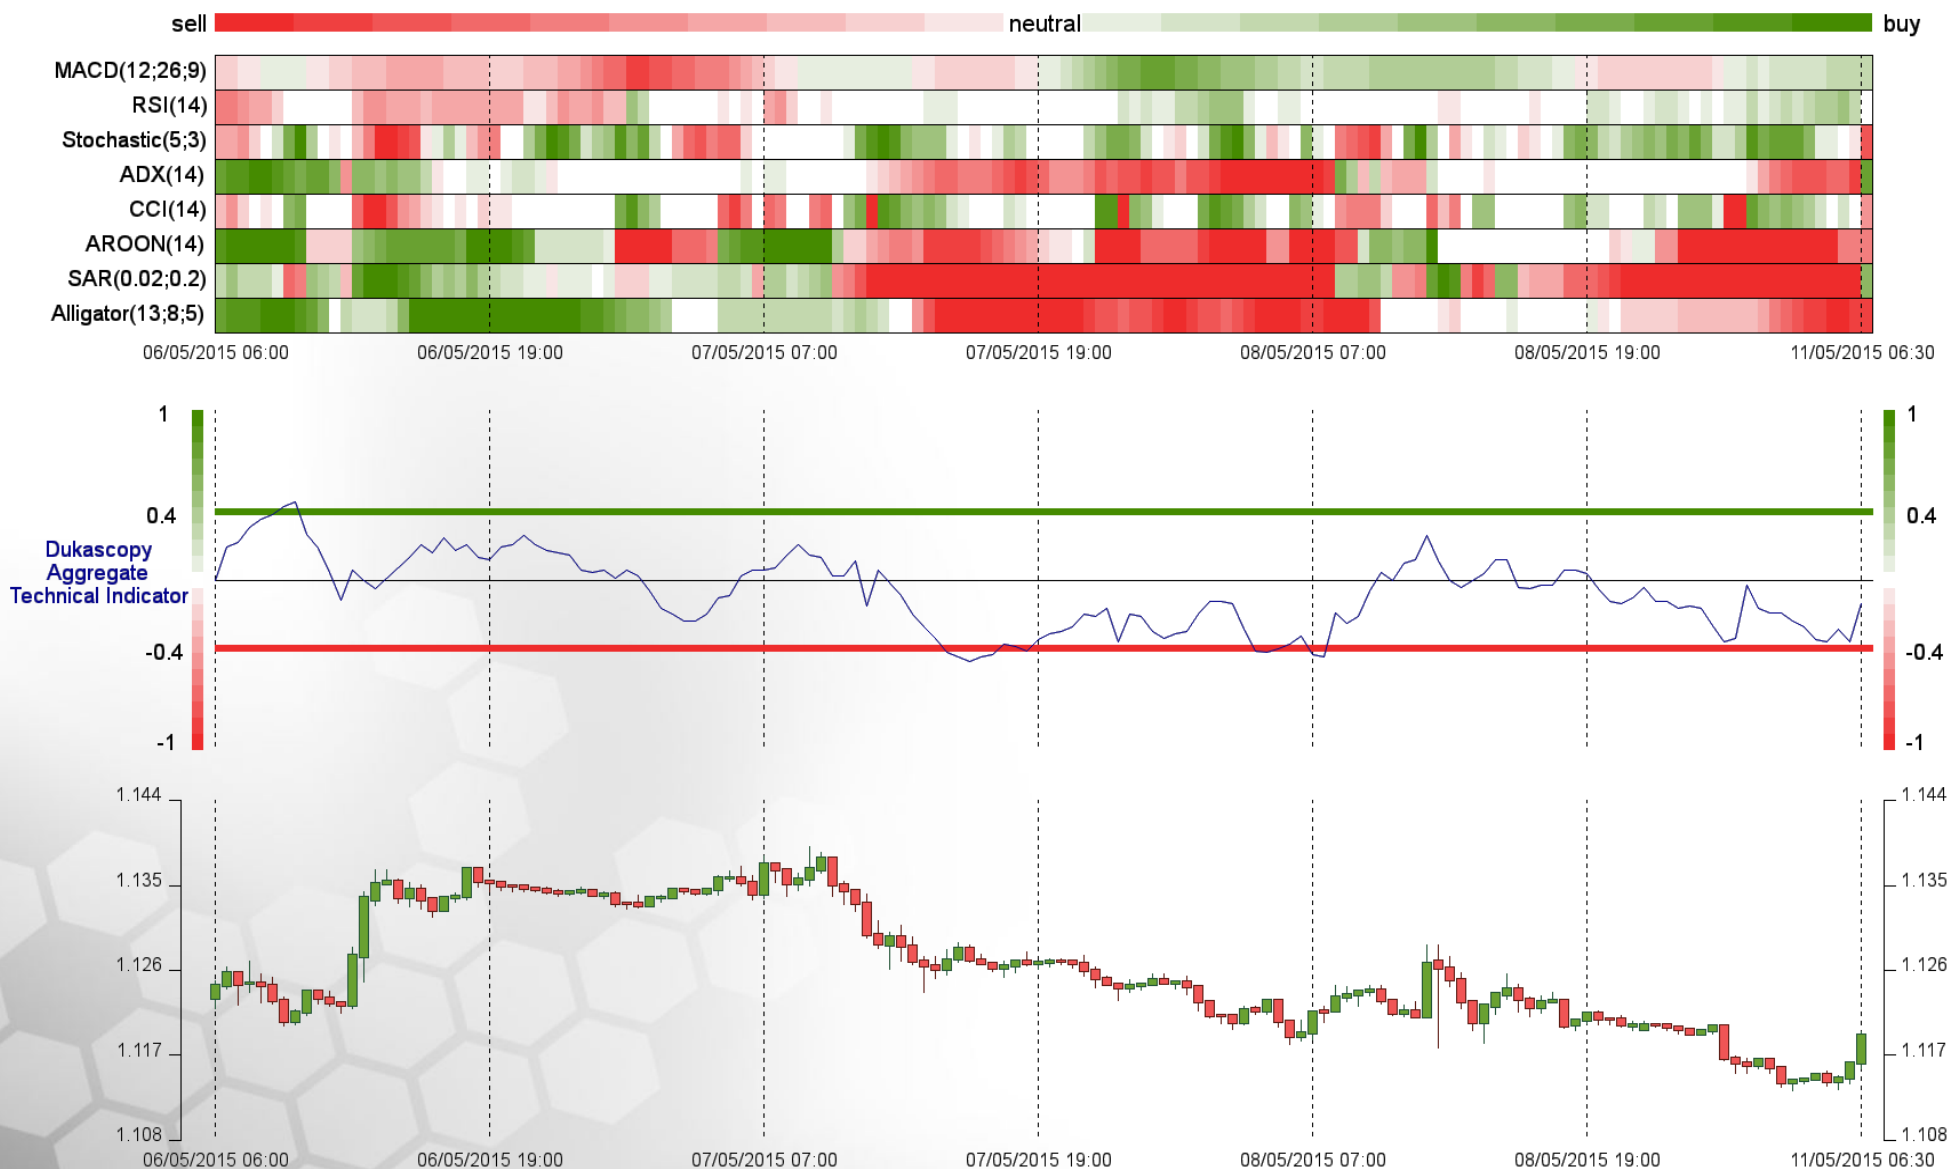 sell neutral buy
MACD(12;26;9)
RSI(14)
Stochastic(5;3)
ADX(14)
CCI(14)
AROON(14)
SAR(0.02;0.2)
Alligator(13;8;5)
06/05/2015 06:00 06/05/2015 19:00 07/05/2015 07:00 07/05/2015 19:00 08/05/2015 07:00 08/05/2015 19:00 11/05/2015 06:30
1 1
0.4 0.4
Dukascopy
Aggregate
Technical Indicator
-0.4 -0.4
-1 -1
1.144 1.144
1.135 1.135
1.126 1.126
1.117 1.117
1.108 1.108
06/05/2015 06:00 06/05/2015 19:00 07/05/2015 07:00 07/05/2015 19:00 08/05/2015 07:00 08/05/2015 19:00 11/05/2015 06:30